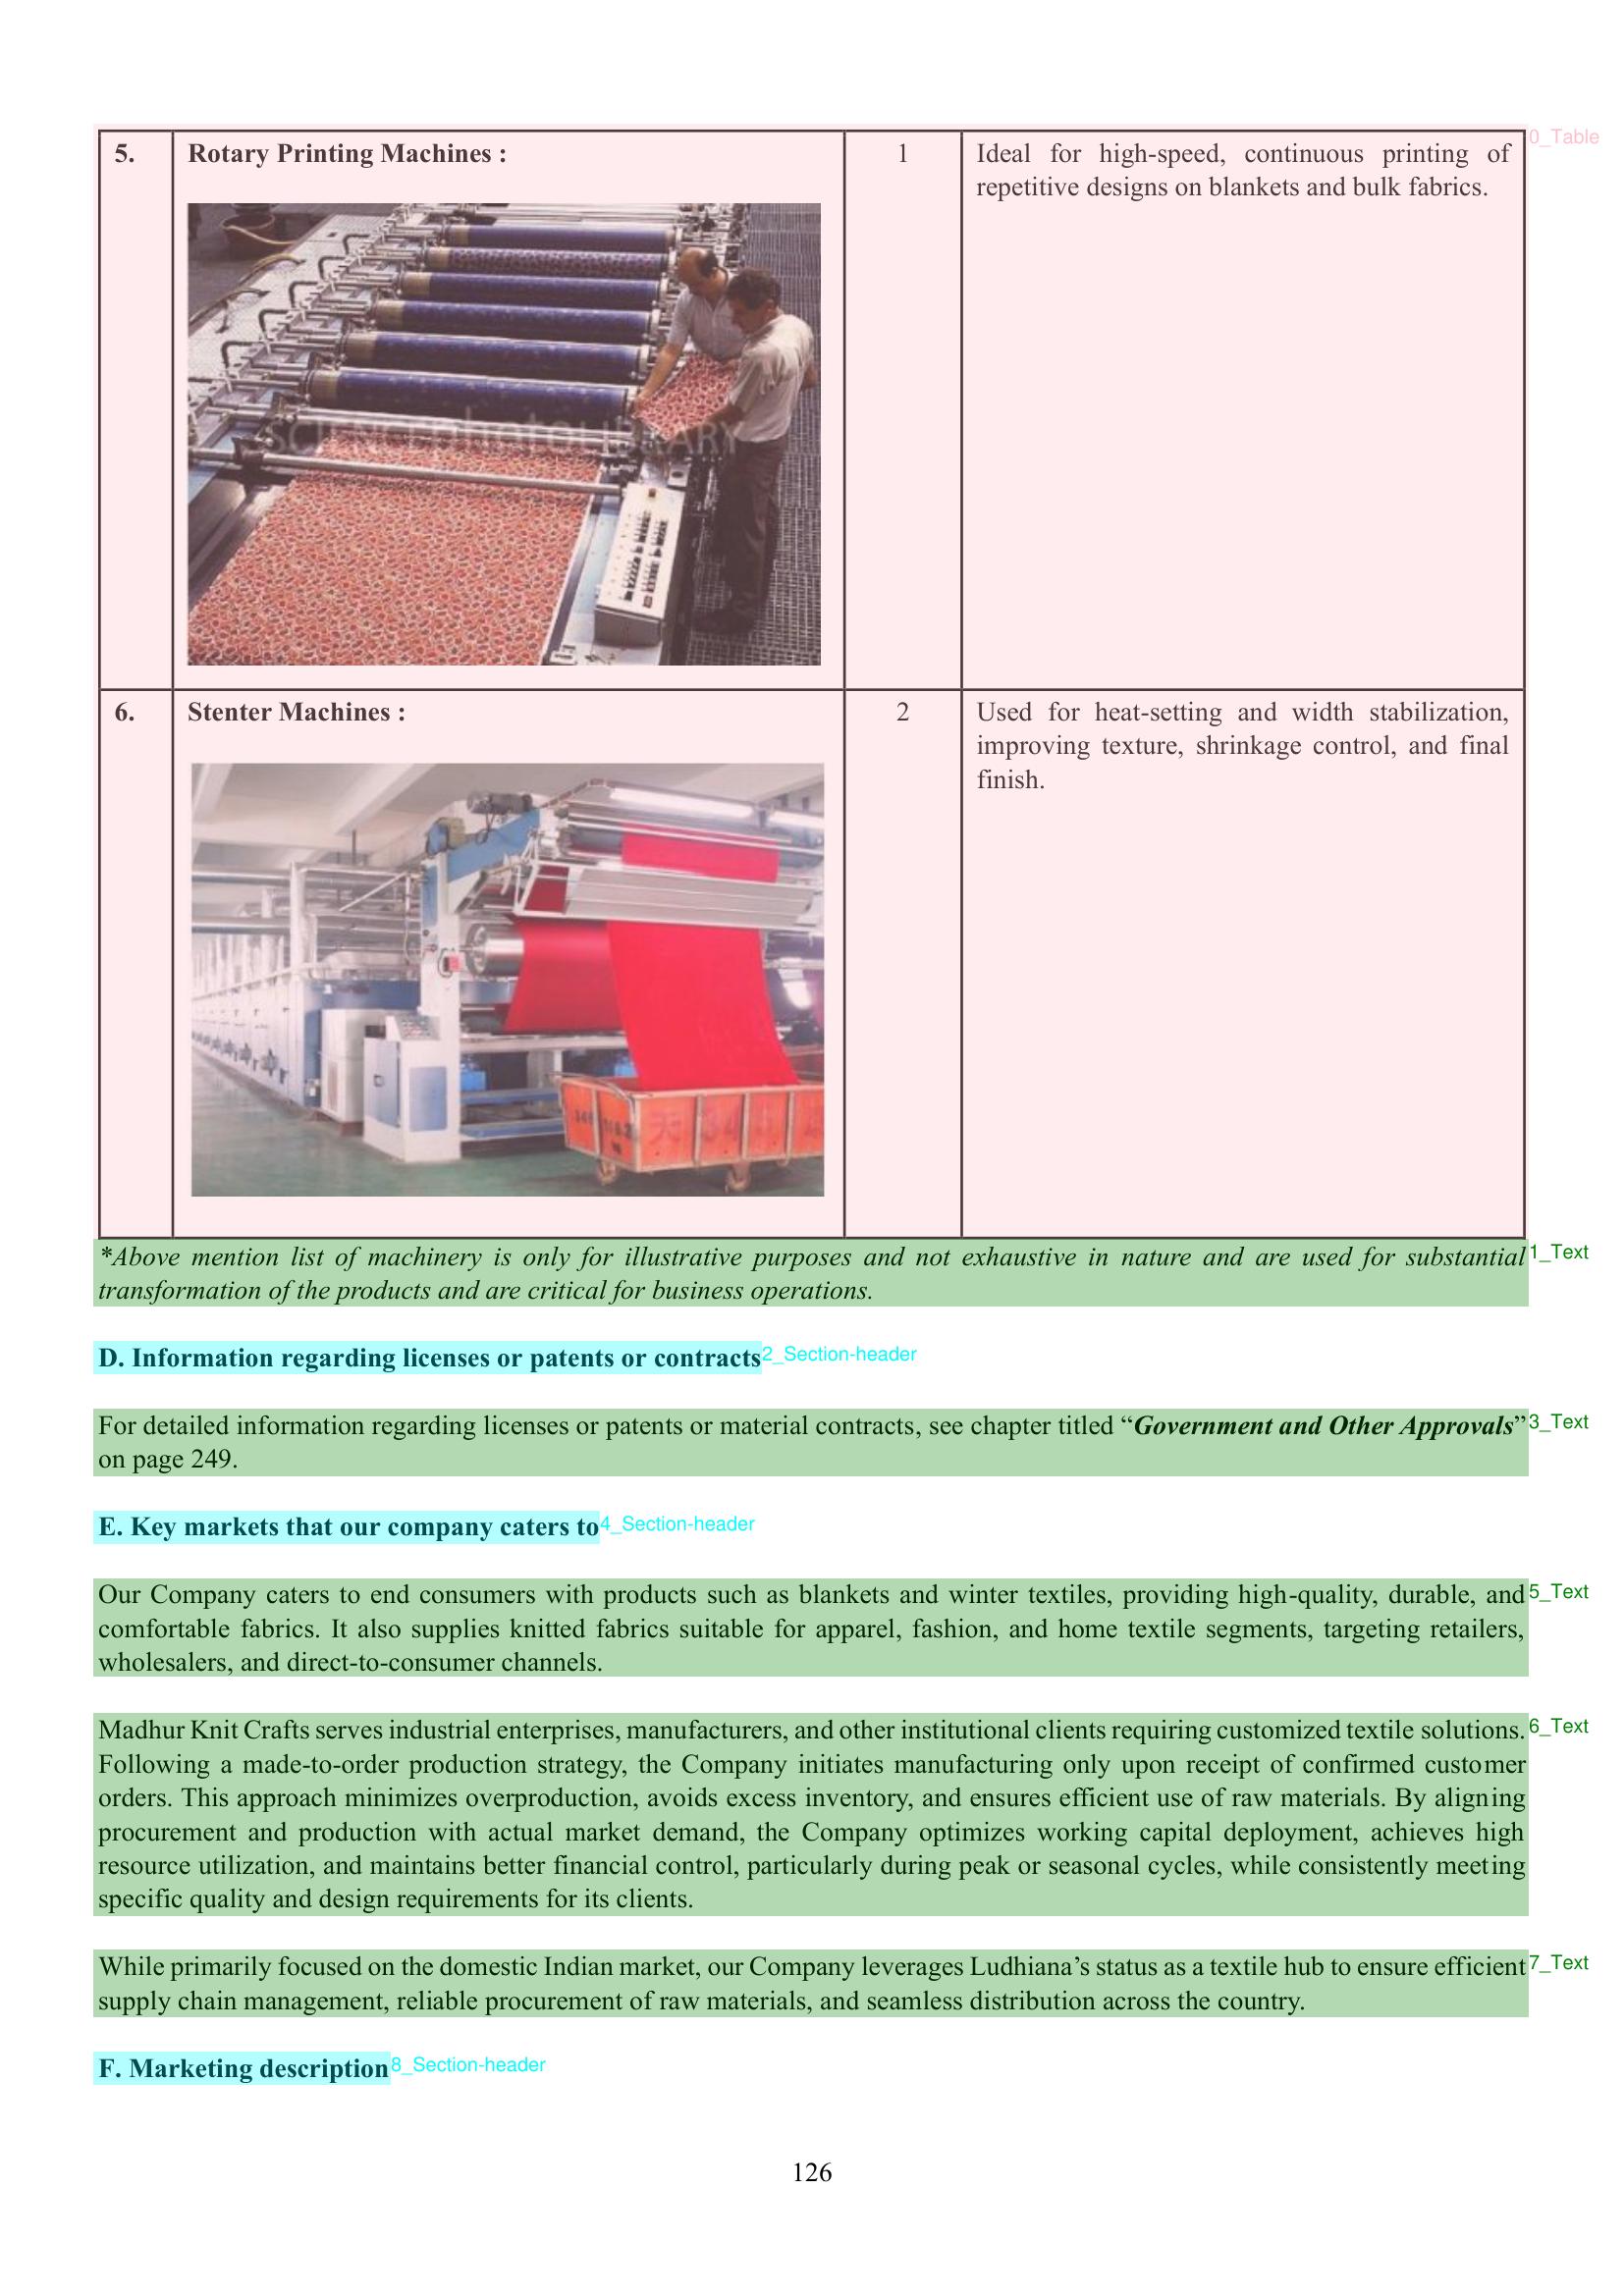 5.
Rotary Printing Machines :
1
Ideal for high-speed, continuous printing of
repetitive designs on blankets and bulk fabrics.
0_Table
SCIENCEphotoLIBRARY
6.
Stenter Machines :
2
Used for heat-setting and width stabilization,
improving texture, shrinkage control, and final
finish.
*Above mention list of machinery is only for illustrative purposes and not exhaustive in nature and are used for substantial
1_Text
transformation of the products and are critical for business operations.
D. Information regarding licenses or patents or contracts
2_Section-header
For detailed information regarding licenses or patents or material contracts, see chapter titled “Government and Other Approvals”
3_Text
on page 249.
E. Key markets that our company caters to
4_Section-header
Our Company caters to end consumers with products such as blankets and winter textiles, providing high-quality, durable, and
5_Text
comfortable fabrics. It also supplies knitted fabrics suitable for apparel, fashion, and home textile segments, targeting retailers,
wholesalers, and direct-to-consumer channels.
Madhur Knit Crafts serves industrial enterprises, manufacturers, and other institutional clients requiring customized textile solutions.
6_Text
Following a made-to-order production strategy, the Company initiates manufacturing only upon receipt of confirmed customer
orders. This approach minimizes overproduction, avoids excess inventory, and ensures efficient use of raw materials. By aligning
procurement and production with actual market demand, the Company optimizes working capital deployment, achieves high
resource utilization, and maintains better financial control, particularly during peak or seasonal cycles, while consistently meeting
specific quality and design requirements for its clients.
While primarily focused on the domestic Indian market, our Company leverages Ludhiana’s status as a textile hub to ensure efficient
7_Text
supply chain management, reliable procurement of raw materials, and seamless distribution across the country.
F. Marketing description
8_Section-header
126